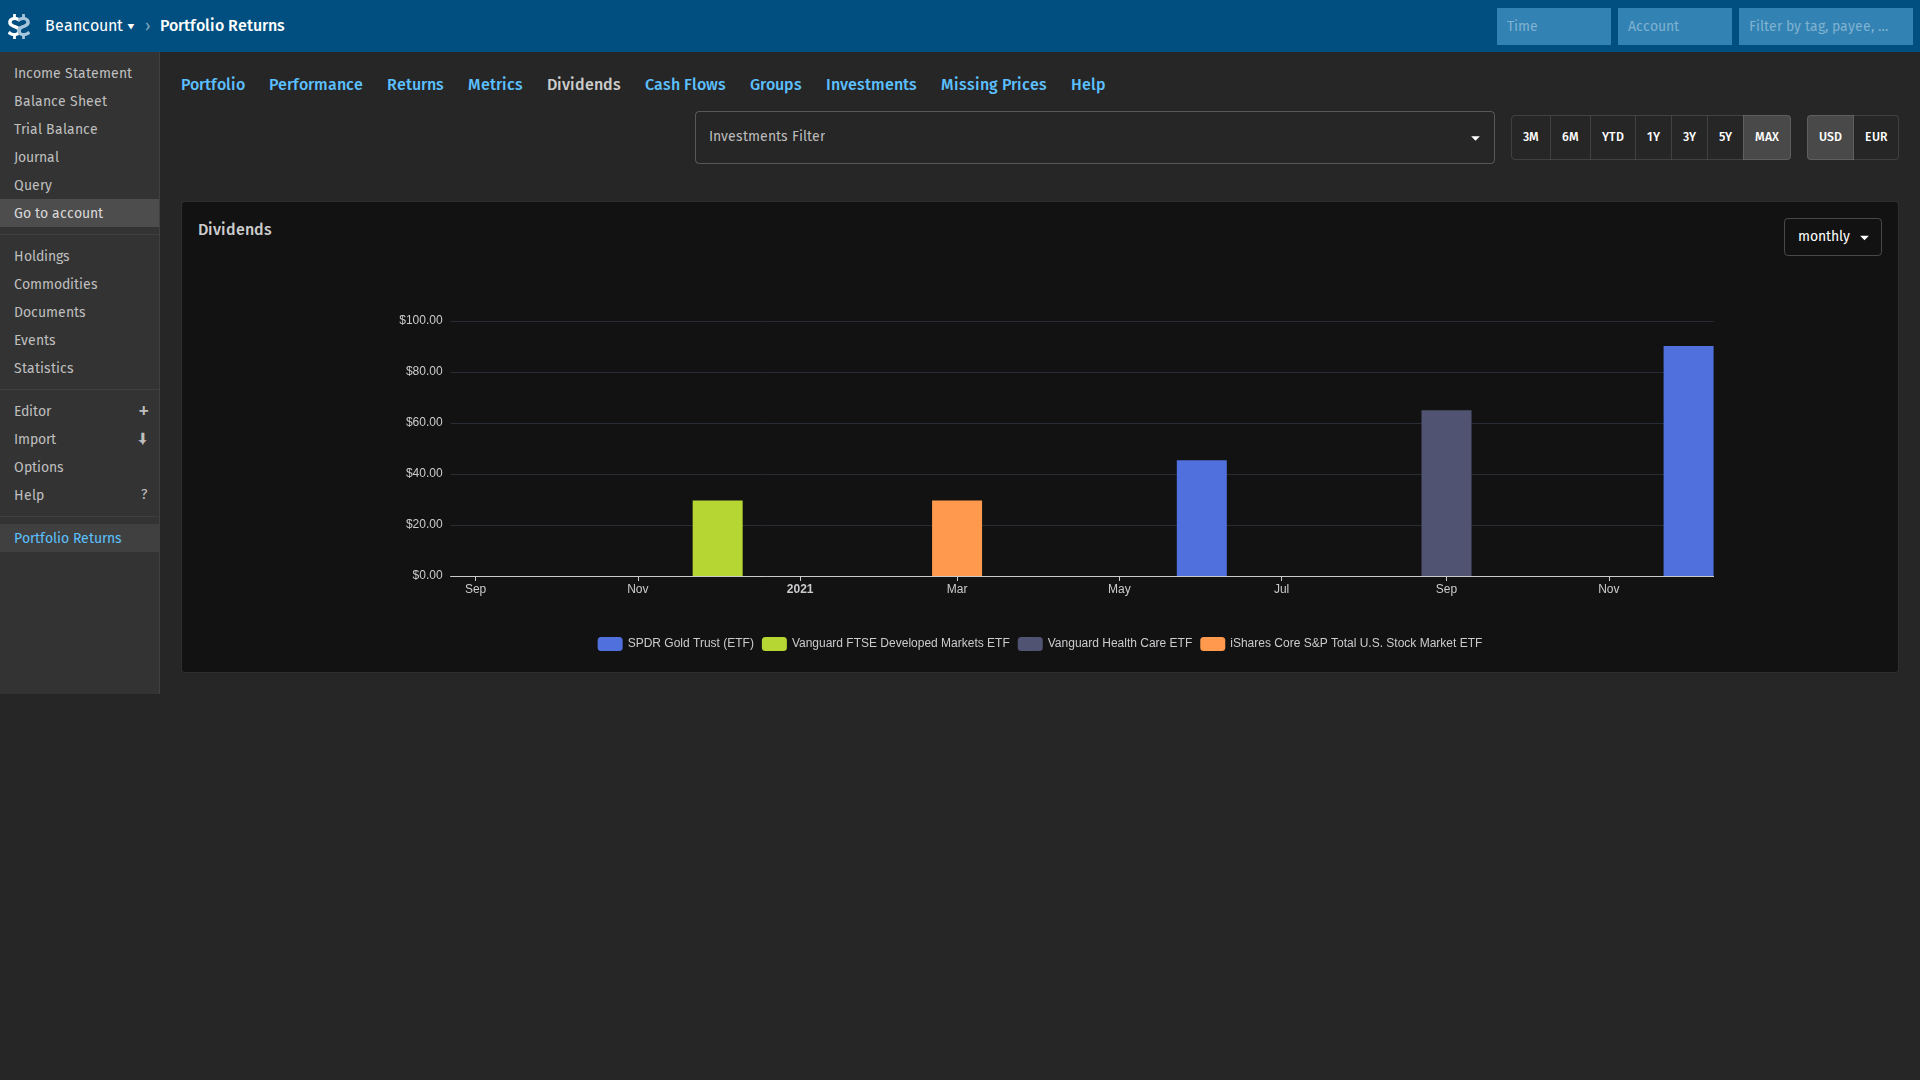 Beancount ▾ › Portfolio Returns
Time
Account
Filter by tag, payee, ...
Income Statement
Balance Sheet
Trial Balance
Journal
Query
Go to account
Holdings
Commodities
Documents
Events
Statistics
Editor +
Import ⬇
Options
Help ?
Portfolio Returns
Portfolio Performance Returns Metrics Dividends Cash Flows Groups Investments Missing Prices Help
Investments Filter
3M 6M YTD 1Y 3Y 5Y MAX
USD EUR
Dividends
monthly
$100.00
$80.00
$60.00
$40.00
$20.00
$0.00
Sep Nov 2021 Mar May Jul Sep Nov
SPDR Gold Trust (ETF) Vanguard FTSE Developed Markets ETF Vanguard Health Care ETF iShares Core S&P Total U.S. Stock Market ETF